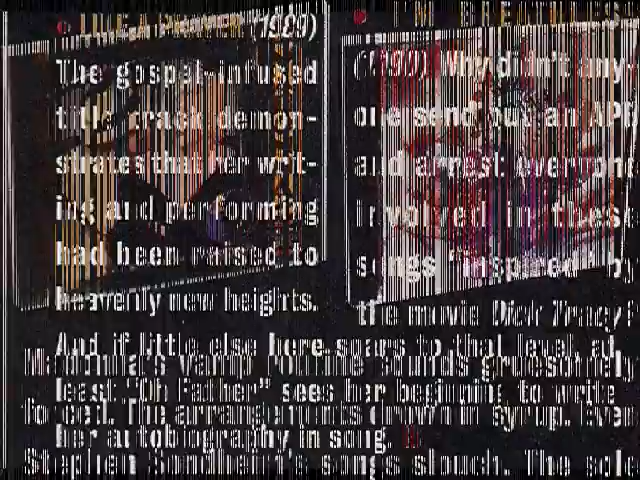 LIKE A PRAYER (1989)
The gospel-infused
title track demon-
strates that her writ-
ing and performing
had been raised to
heavenly new heights.
And if little else here soars to that level, at
least "Oh Father" sees her beginning to write
her autobiography in song.
I'M BREATHLESS
(1990) Why didn't any-
one send out an APB
and arrest everyone
involved in these
songs "inspired" by
the movie Dick Tracy?
Madonna's vamp routine sounds gruesomely
forced. The arrangements drown in syrup. Even
Stephen Sondheim's songs slouch. The sole